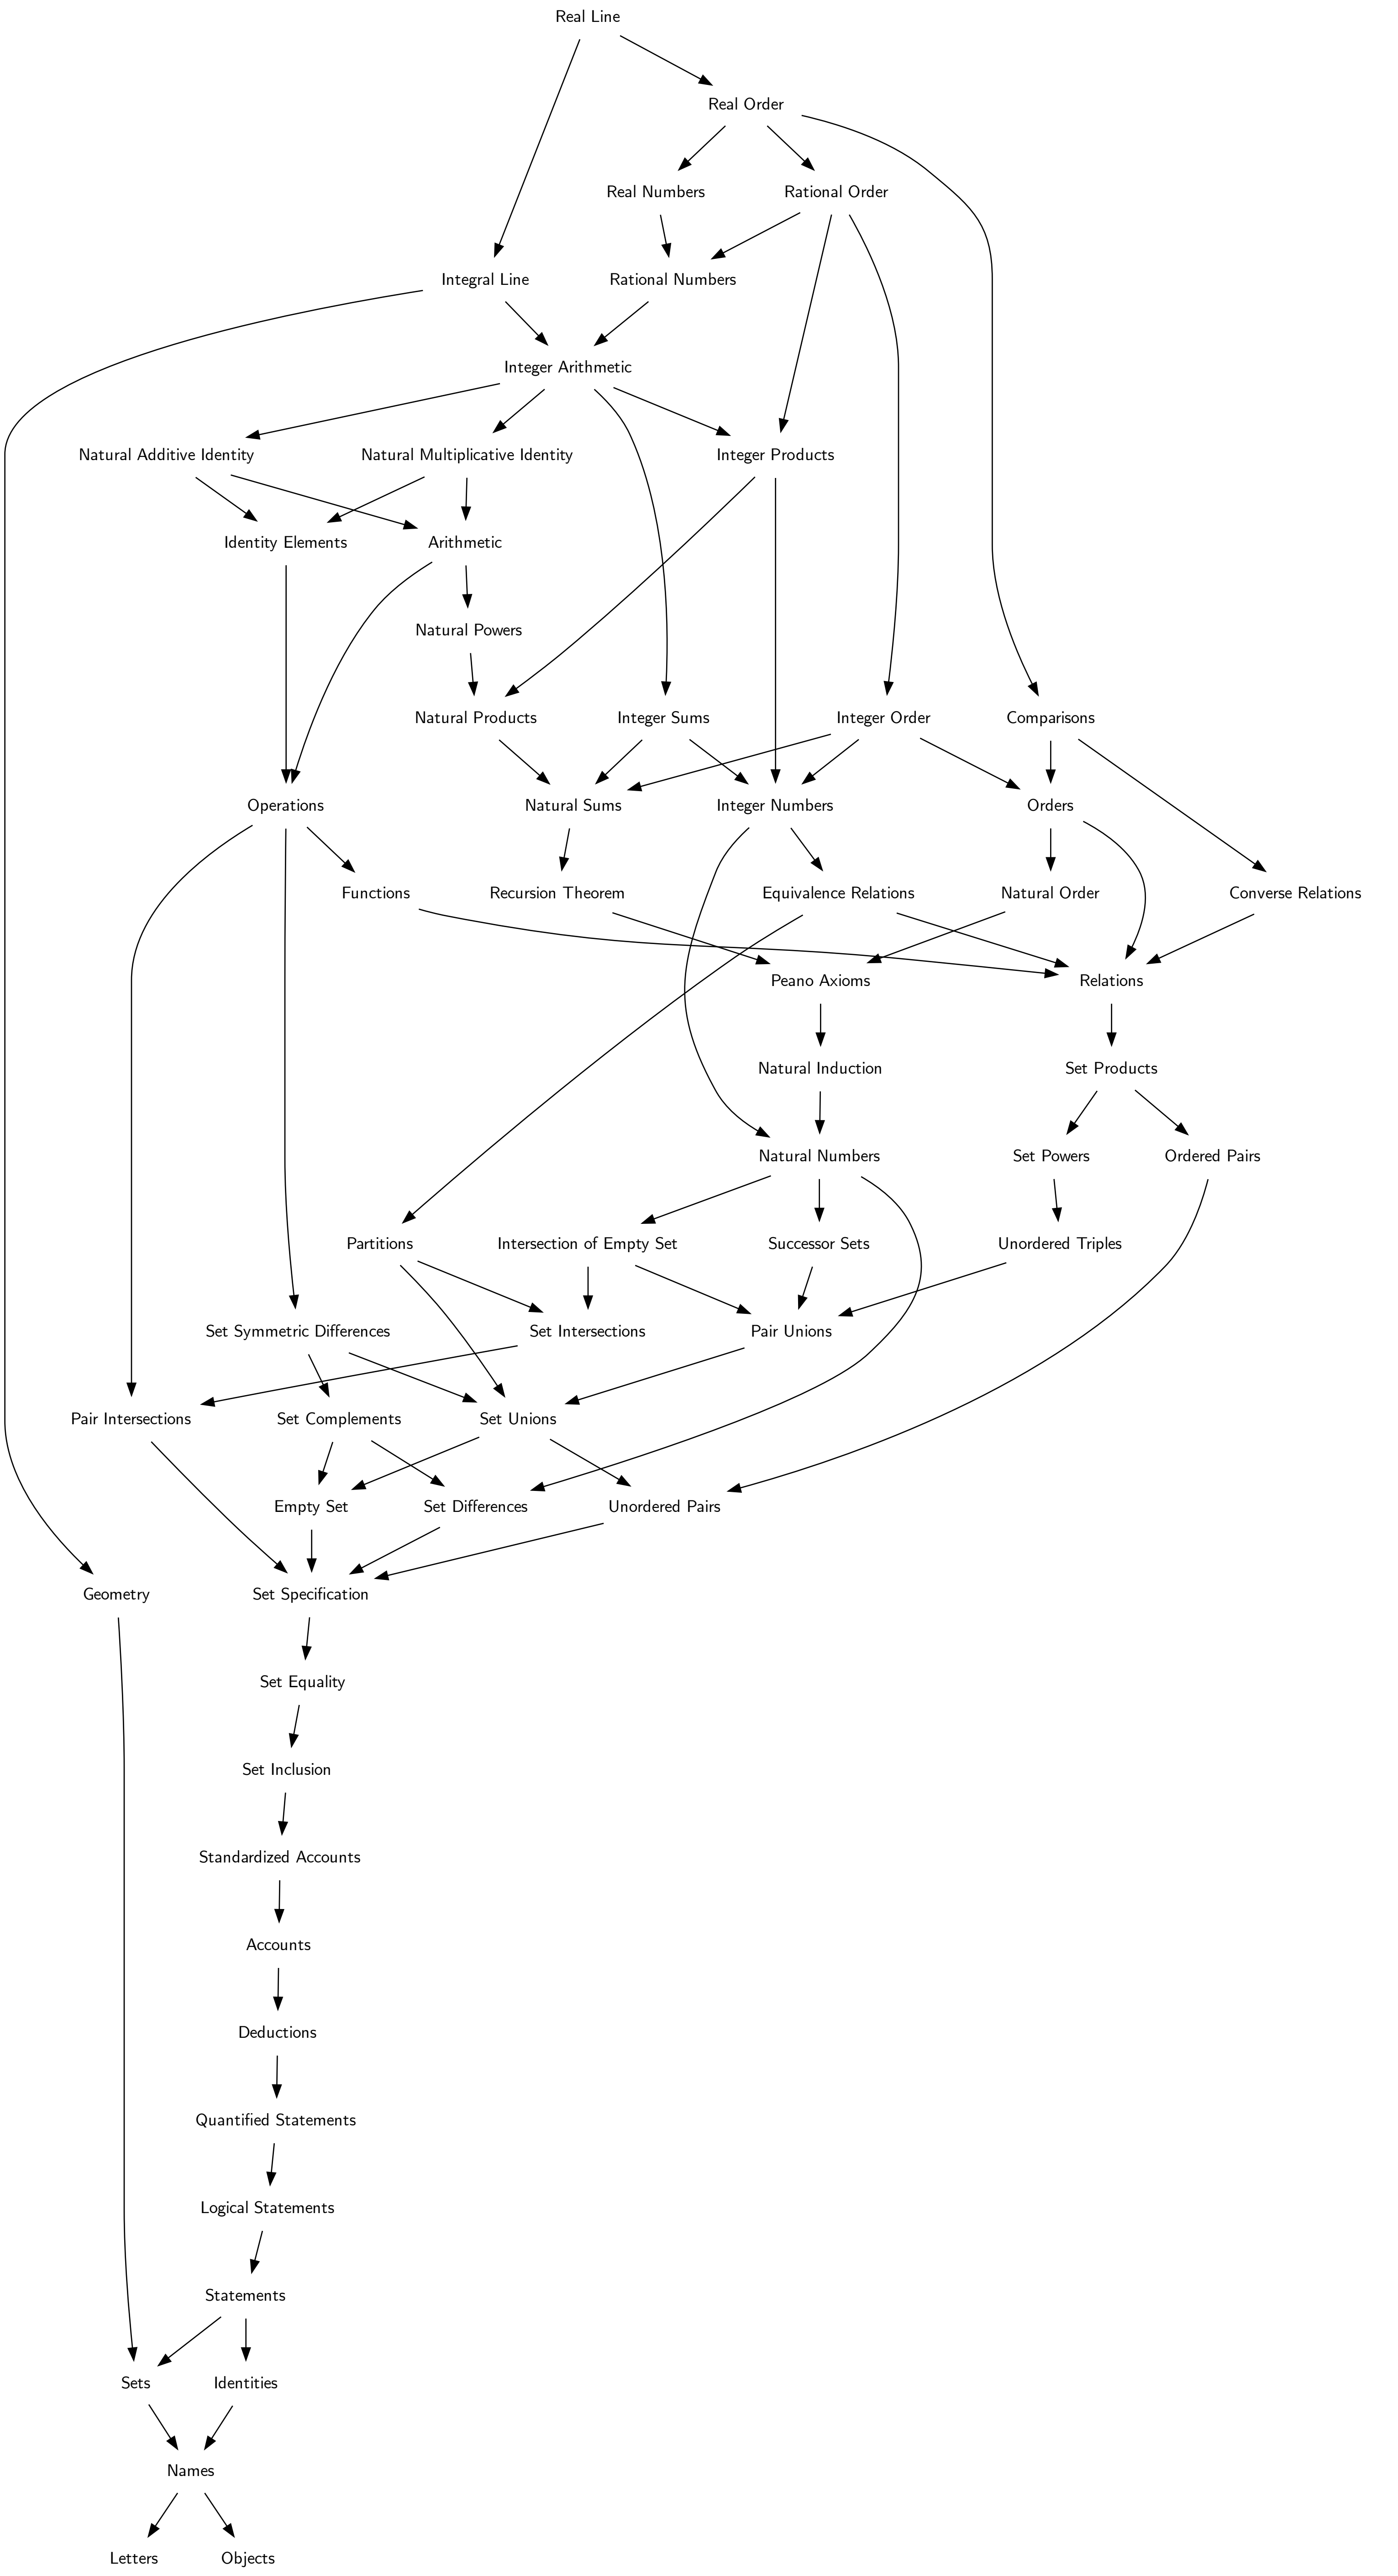 Real Line
Real Order
Real Numbers
Rational Order
Integral Line
Rational Numbers
Integer Arithmetic
Natural Additive Identity
Natural Multiplicative Identity
Integer Products
Identity Elements
Arithmetic
Natural Powers
Natural Products
Integer Sums
Integer Order
Comparisons
Operations
Natural Sums
Integer Numbers
Orders
Functions
Recursion Theorem
Equivalence Relations
Natural Order
Converse Relations
Peano Axioms
Relations
Natural Induction
Set Products
Natural Numbers
Set Powers
Ordered Pairs
Partitions
Intersection of Empty Set
Successor Sets
Unordered Triples
Set Symmetric Differences
Set Intersections
Pair Unions
Pair Intersections
Set Complements
Set Unions
Empty Set
Set Differences
Unordered Pairs
Geometry
Set Specification
Set Equality
Set Inclusion
Standardized Accounts
Accounts
Deductions
Quantified Statements
Logical Statements
Statements
Sets
Identities
Names
Letters
Objects